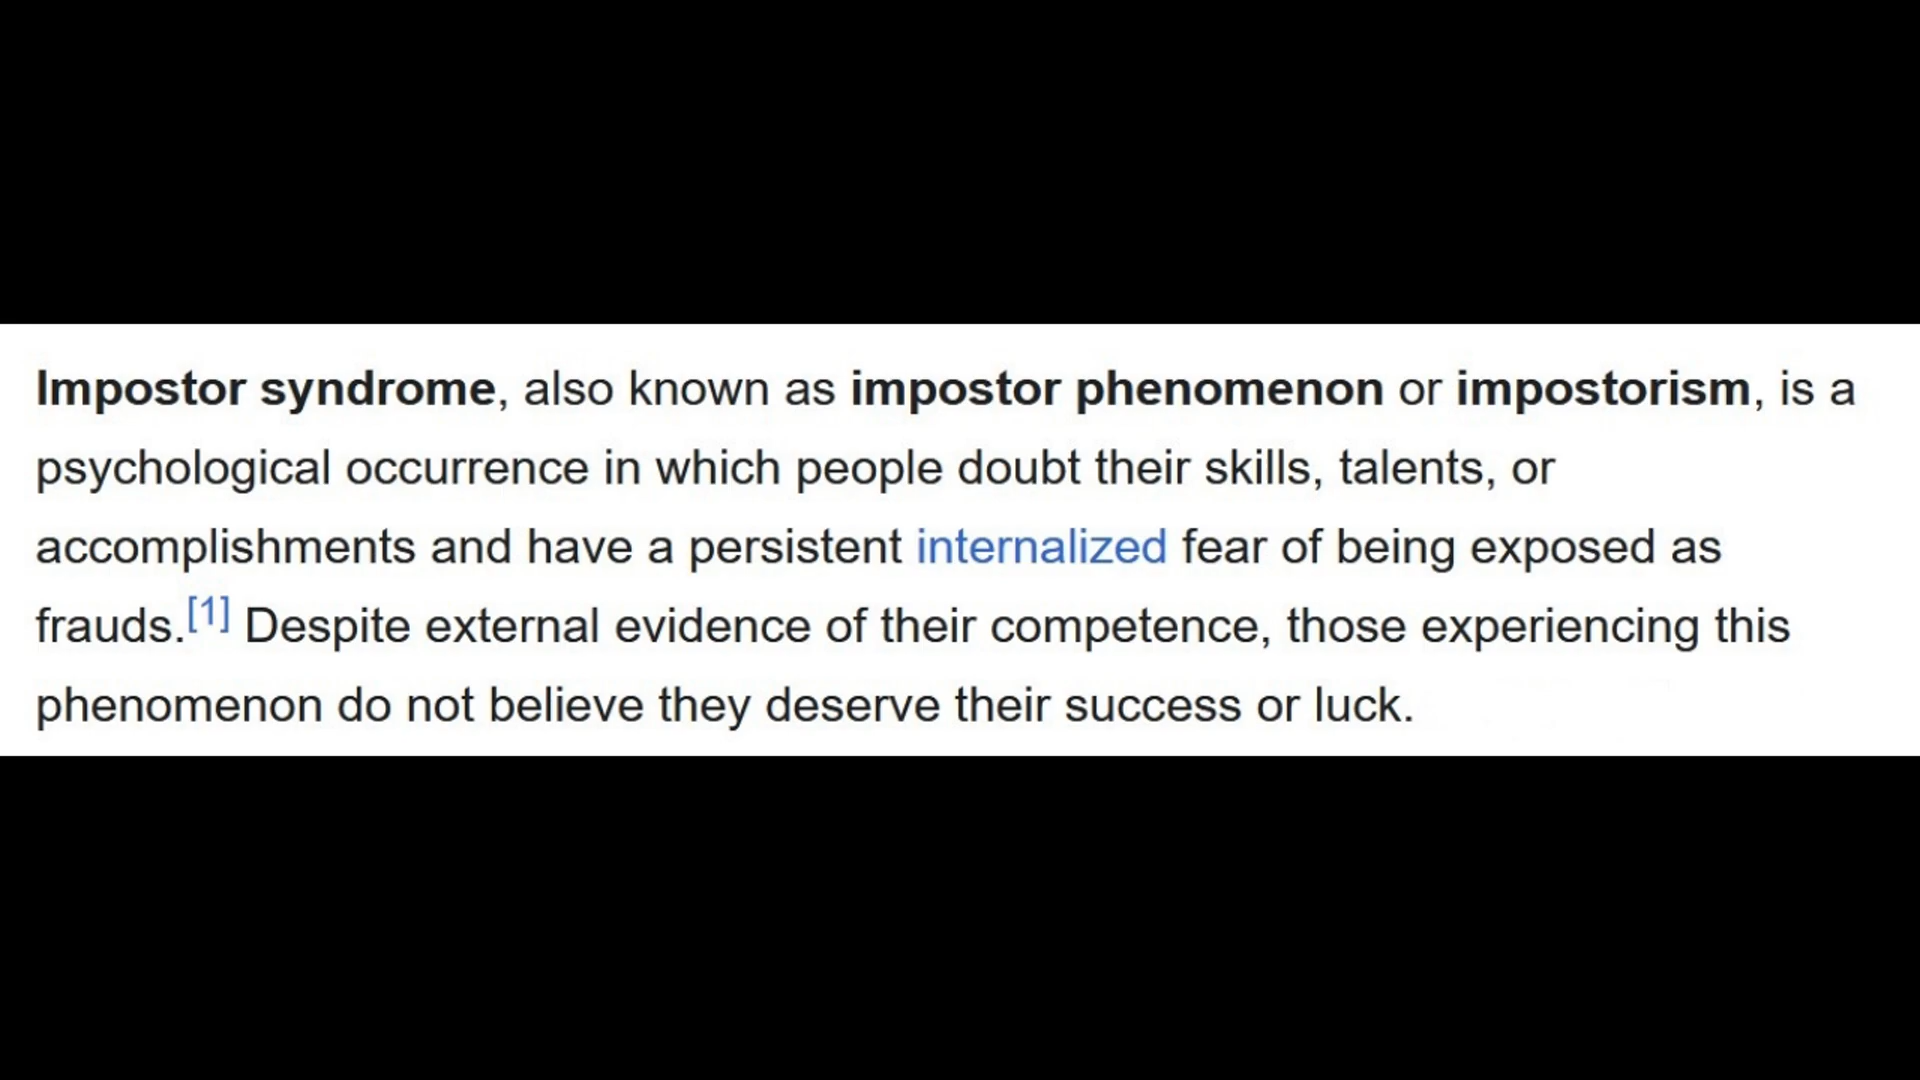 Impostor syndrome, also known as impostor phenomenon or impostorism, is a
psychological occurrence in which people doubt their skills, talents, or
accomplishments and have a persistent internalized fear of being exposed as
frauds.[1] Despite external evidence of their competence, those experiencing this
phenomenon do not believe they deserve their success or luck.